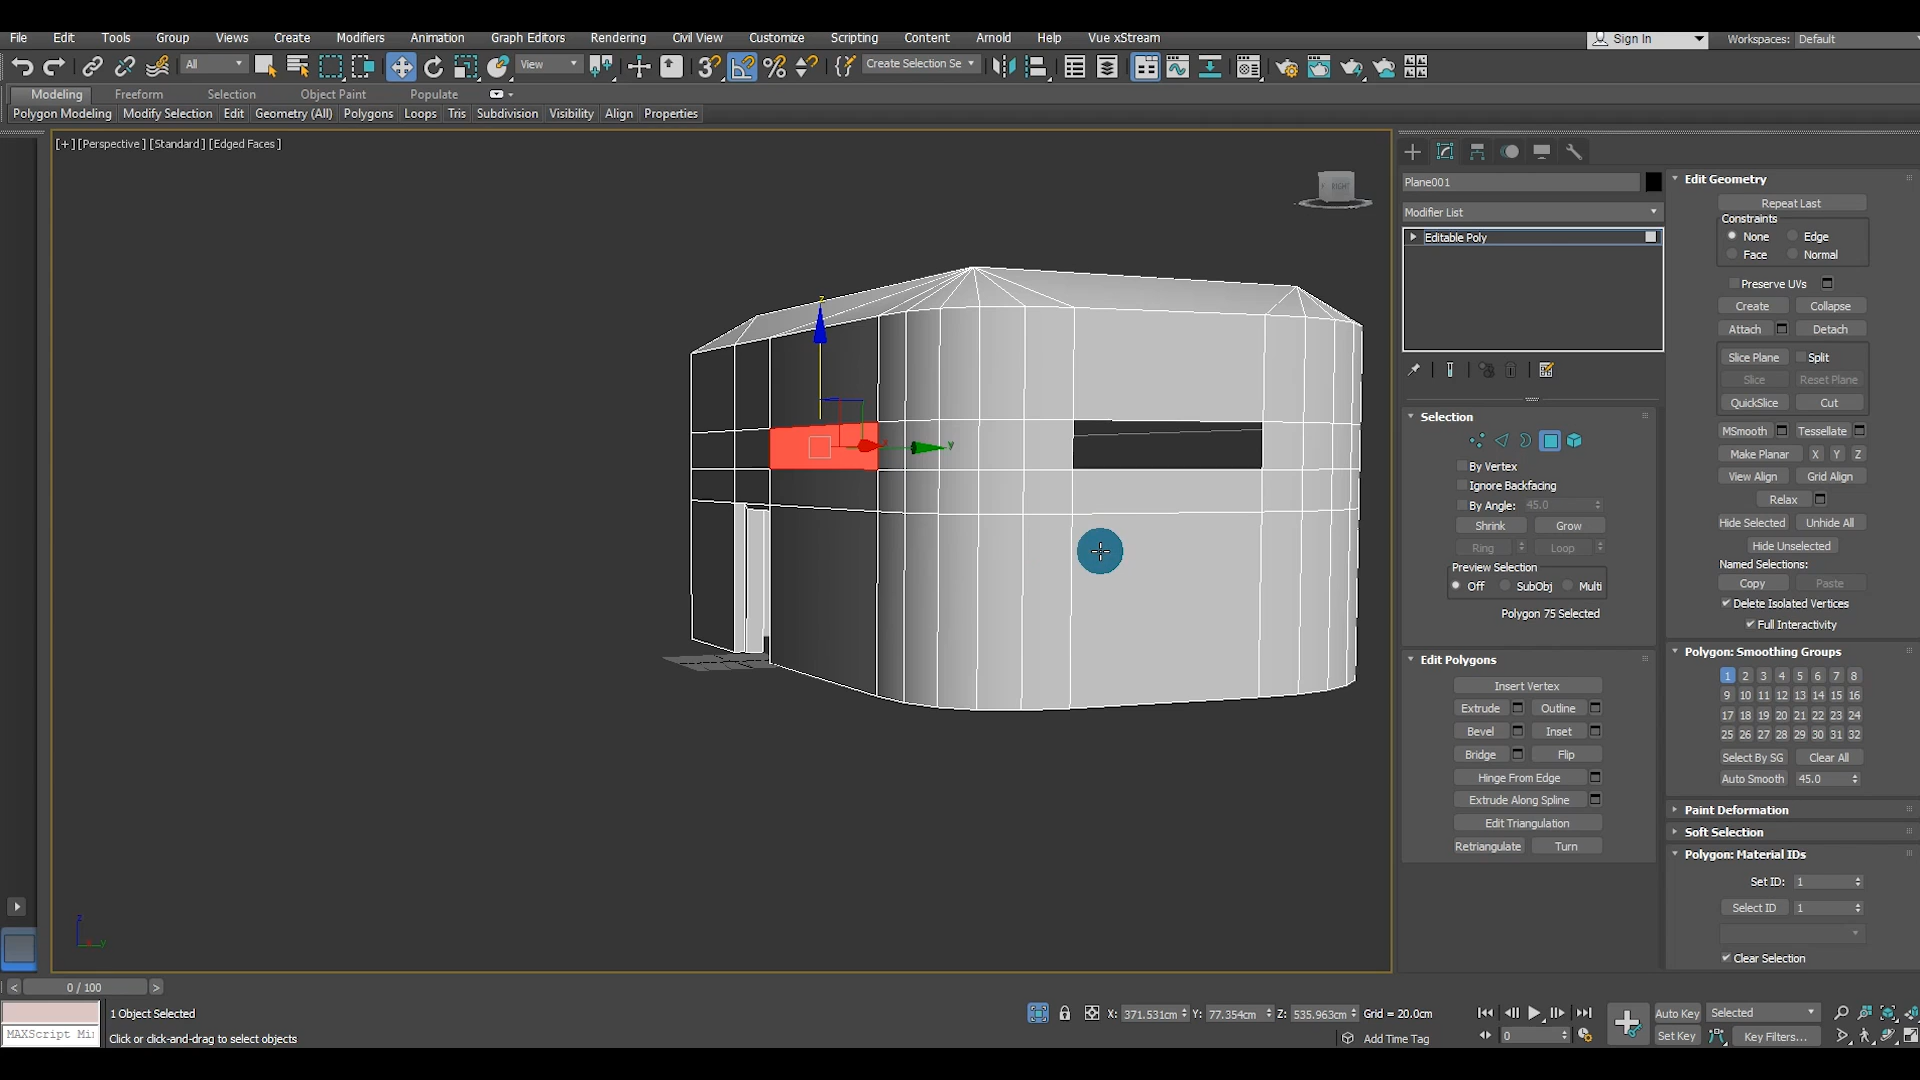 File Edit Tools Group Views Create Modifiers Animation Graph Editors Rendering Civil View Customize Scripting Content Arnold Help Vue xStream Sign In Workspaces: Default
All View Create Selection Se
Modeling Freeform Selection Object Paint Populate
Polygon Modeling Modify Selection Edit Geometry (All) Polygons Loops Tris Subdivision Visibility Align Properties
[+] [Perspective] [Standard] [Edged Faces]
RIGHT
z
y
Plane001
Modifier List
Editable Poly
Selection
By Vertex
Ignore Backfacing
By Angle: 45.0
Shrink Grow
Ring Loop
Preview Selection
Off SubObj Multi
Polygon 75 Selected
Edit Polygons
Insert Vertex
Extrude Outline
Bevel Inset
Bridge Flip
Hinge From Edge
Extrude Along Spline
Edit Triangulation
Retriangulate Turn
Edit Geometry
Repeat Last
Constraints
None Edge
Face Normal
Preserve UVs
Create Collapse
Attach Detach
Slice Plane Split
Slice Reset Plane
QuickSlice Cut
MSmooth Tessellate
Make Planar X Y Z
View Align Grid Align
Relax
Hide Selected Unhide All
Hide Unselected
Named Selections:
Copy Paste
Delete Isolated Vertices
Full Interactivity
Polygon: Smoothing Groups
1 2 3 4 5 6 7 8
9 10 11 12 13 14 15 16
17 18 19 20 21 22 23 24
25 26 27 28 29 30 31 32
Select By SG Clear All
Auto Smooth 45.0
Paint Deformation
Soft Selection
Polygon: Material IDs
Set ID: 1
Select ID 1
Clear Selection
z
y
< 0 / 100 >
1 Object Selected X: 371.531cm Y: 77.354cm Z: 535.963cm Grid = 20.0cm Auto Key Selected
MAXScript Mi Click or click-and-drag to select objects Add Time Tag 0 Set Key Key Filters...